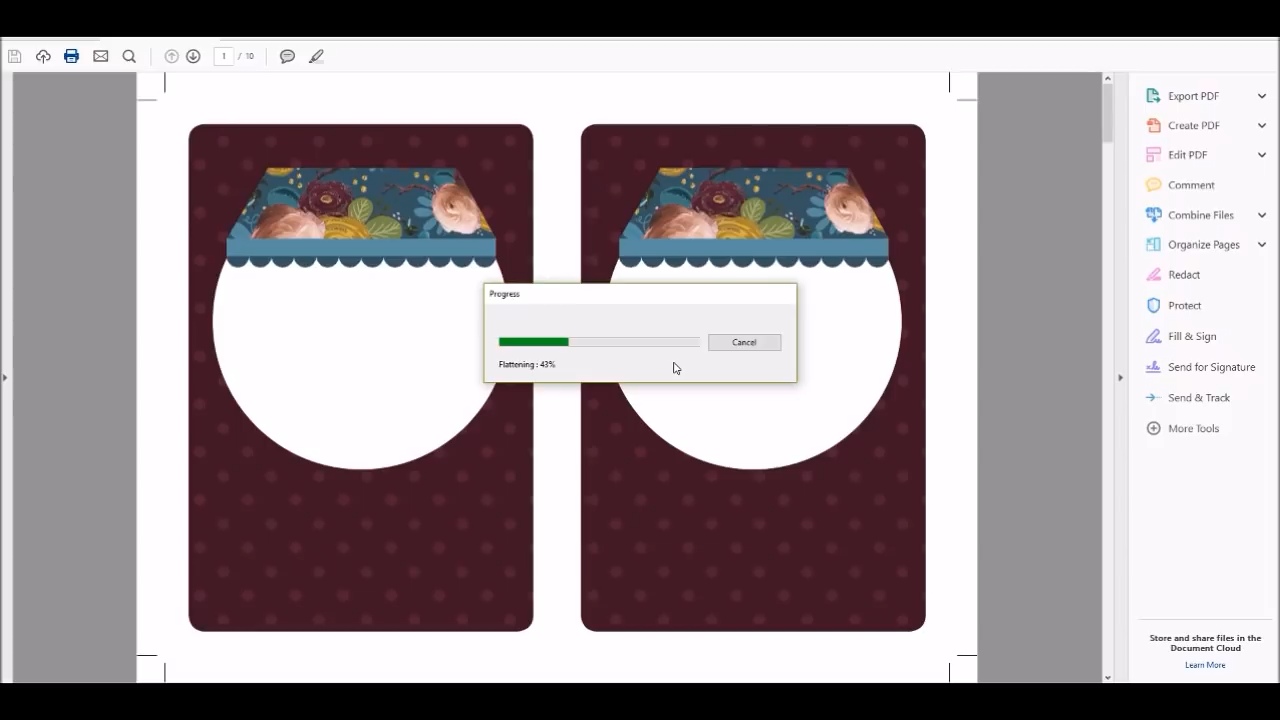 1 / 10
Export PDF
Create PDF
Edit PDF
Comment
Combine Files
Organize Pages
Redact
Protect
Fill & Sign
Send for Signature
Send & Track
More Tools
Progress
Cancel
Flattening : 43%
Store and share files in the
Document Cloud
Learn More